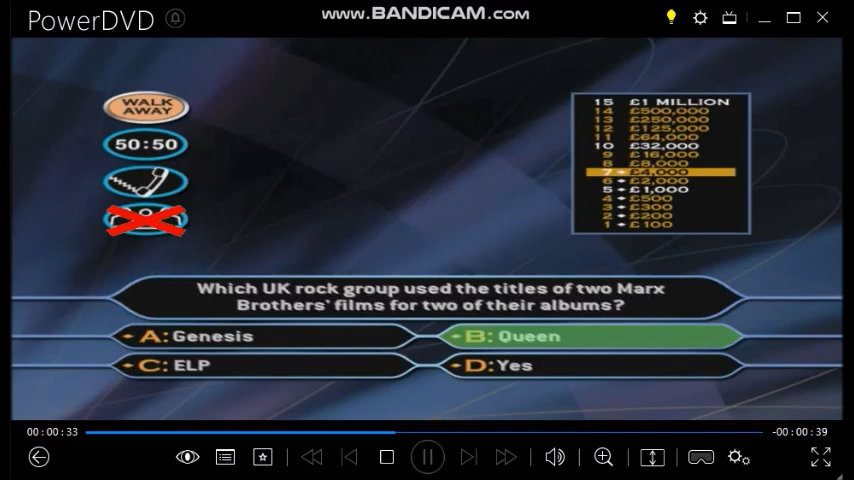 PowerDVD
www.BANDICAM.com
WALK
AWAY
50:50
15 £1 MILLION
14 £500,000
13 £250,000
12 £125,000
11 £64,000
10 £32,000
9 £16,000
8 £8,000
7 £4,000
6 £2,000
5 £1,000
4 £500
3 £300
2 £200
1 £100
Which UK rock group used the titles of two Marx
Brothers' films for two of their albums?
A: Genesis
B: Queen
C: ELP
D: Yes
00:00:33
-00:00:39